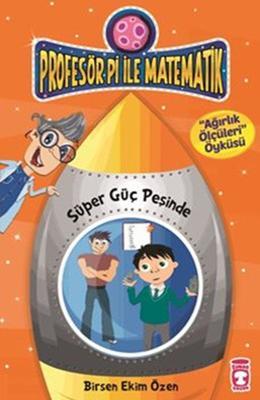 PROFESÖR Pİ İLE MATEMATİK
"Ağırlık
Ölçüleri"
Öyküsü
Süper Güç Peşinde
Birsen Ekim Özen